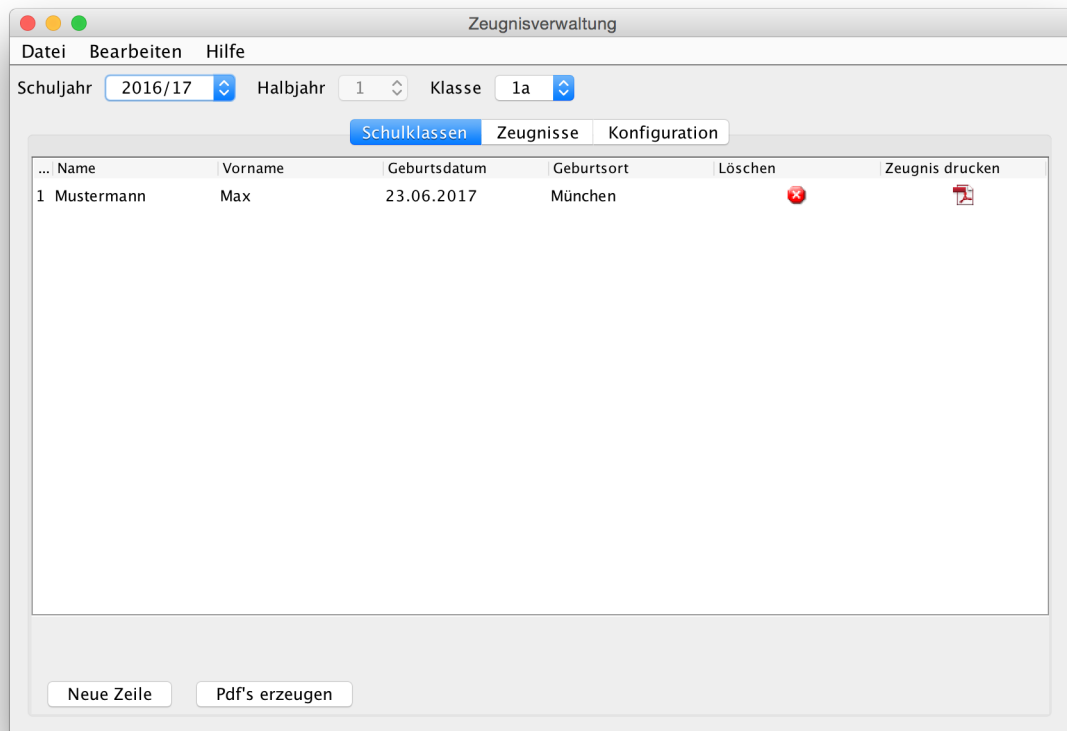 Zeugnisverwaltung
Datei Bearbeiten Hilfe
Schuljahr 2016/17 Halbjahr 1 Klasse 1a
Schulklassen Zeugnisse Konfiguration
... Name Vorname Geburtsdatum Geburtsort Löschen Zeugnis drucken
1 Mustermann Max 23.06.2017 München
Neue Zeile Pdf's erzeugen